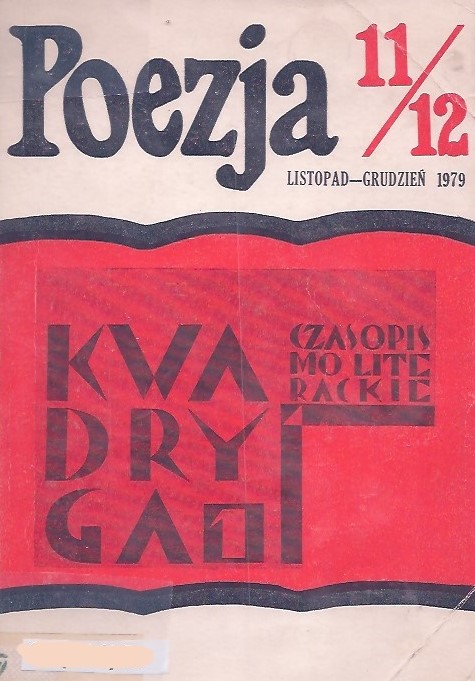 Poezja 11/12
LISTOPAD—GRUDZIEŃ 1979
KVA
DRY
GA 1
CZASOPIS
MO LITE
RACKIE